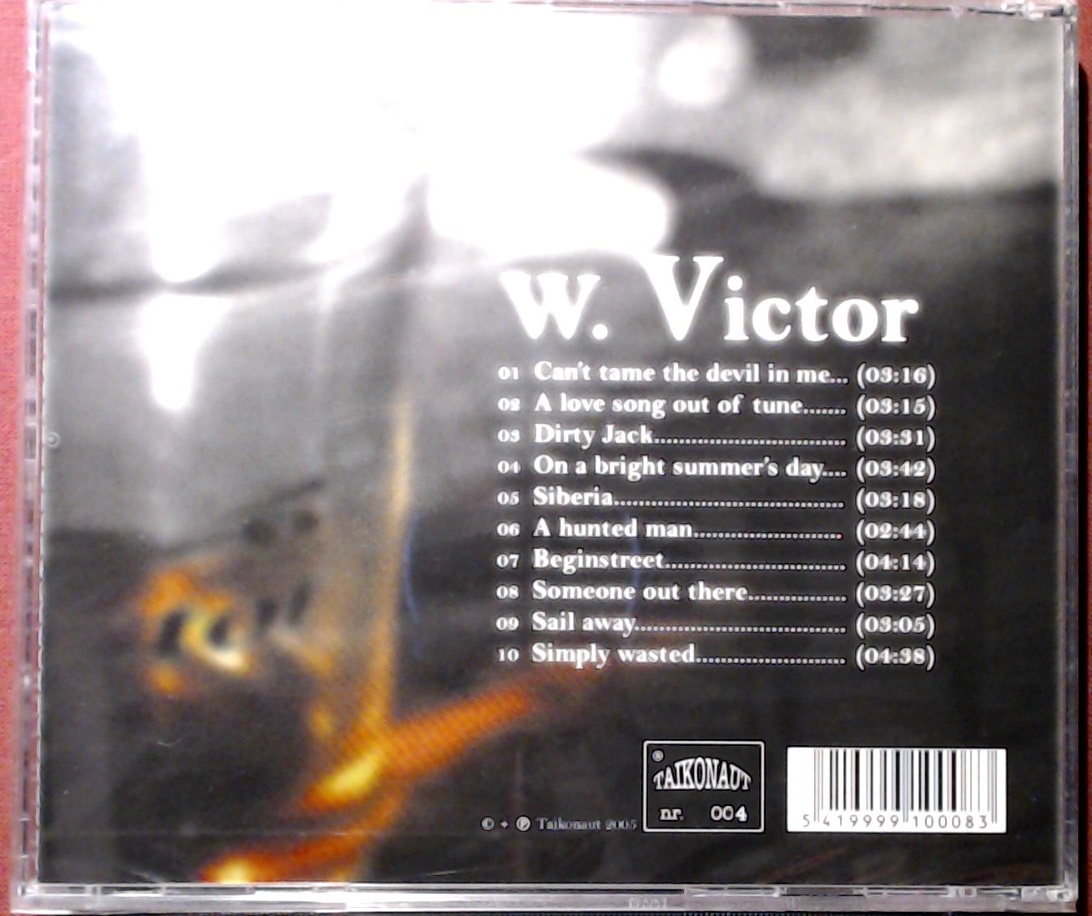 W. Victor
01 Can't tame the devil in me... (03:16)
02 A love song out of tune....... (03:15)
03 Dirty Jack.............................. (03:31)
04 On a bright summer's day.... (03:42)
05 Siberia..................................... (03:18)
06 A hunted man........................ (02:44)
07 Beginstreet............................. (04:14)
08 Someone out there............... (03:27)
09 Sail away................................. (03:05)
10 Simply wasted........................ (04:38)
® TAIKONAUT
nr. 004
© + ℗ Taikonaut 2005
5 419999 100083